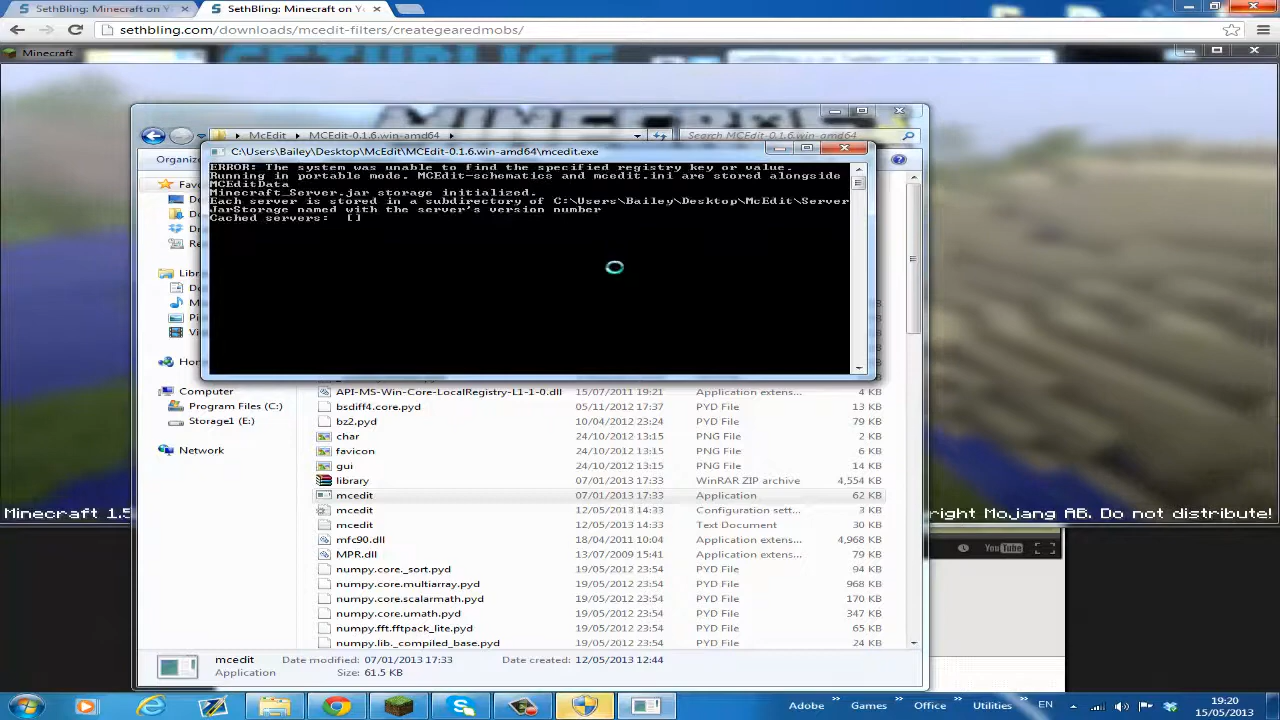 SethBling: Minecraft on Y
SethBling: Minecraft on Y
sethbling.com/downloads/mcedit-filters/creategearedmobs/
Minecraft
McEdit MCEdit-0.1.6.win-amd64
Search MCEdit-0.1.6.win-amd64
C:\Users\Bailey\Desktop\McEdit\MCEdit-0.1.6.win-amd64\mcedit.exe
Organiz
ERROR: The system was unable to find the specified registry key or value.
Running in portable mode. MCEdit-schematics and mcedit.ini are stored alongside
MCEditData
Minecraft_Server.jar storage initialized.
Each server is stored in a subdirectory of C:\Users\Bailey\Desktop\McEdit\Server
JarStorage named with the server's version number
Cached servers: []
Fav
Libr
Computer
Program Files (C:)
Storage1 (E:)
Network
API-MS-Win-Core-LocalRegistry-L1-1-0.dll 15/07/2011 19:21 Application extens... 4 KB
bsdiff4.core.pyd 05/11/2012 17:37 PYD File 13 KB
bz2.pyd 10/04/2012 23:24 PYD File 79 KB
char 24/10/2012 13:15 PNG File 2 KB
favicon 24/10/2012 13:15 PNG File 6 KB
gui 24/10/2012 13:15 PNG File 14 KB
library 07/01/2013 17:33 WinRAR ZIP archive 4,554 KB
mcedit 07/01/2013 17:33 Application 62 KB
mcedit 12/05/2013 14:33 Configuration sett... 3 KB
mcedit 12/05/2013 14:33 Text Document 30 KB
mfc90.dll 18/04/2011 10:04 Application extens... 4,968 KB
MPR.dll 13/07/2009 15:41 Application extens... 79 KB
numpy.core._sort.pyd 19/05/2012 23:54 PYD File 94 KB
numpy.core.multiarray.pyd 19/05/2012 23:54 PYD File 968 KB
numpy.core.scalarmath.pyd 19/05/2012 23:54 PYD File 170 KB
numpy.core.umath.pyd 19/05/2012 23:54 PYD File 347 KB
numpy.fft.fftpack_lite.pyd 19/05/2012 23:54 PYD File 65 KB
numpy.lib._compiled_base.pyd 19/05/2012 23:54 PYD File 24 KB
Minecraft 1.5
right Mojang AB. Do not distribute!
YouTube
mcedit Date modified: 07/01/2013 17:33 Date created: 12/05/2013 12:44
Application Size: 61.5 KB
Adobe » Games » Office » Utilities » EN
19:20
15/05/2013